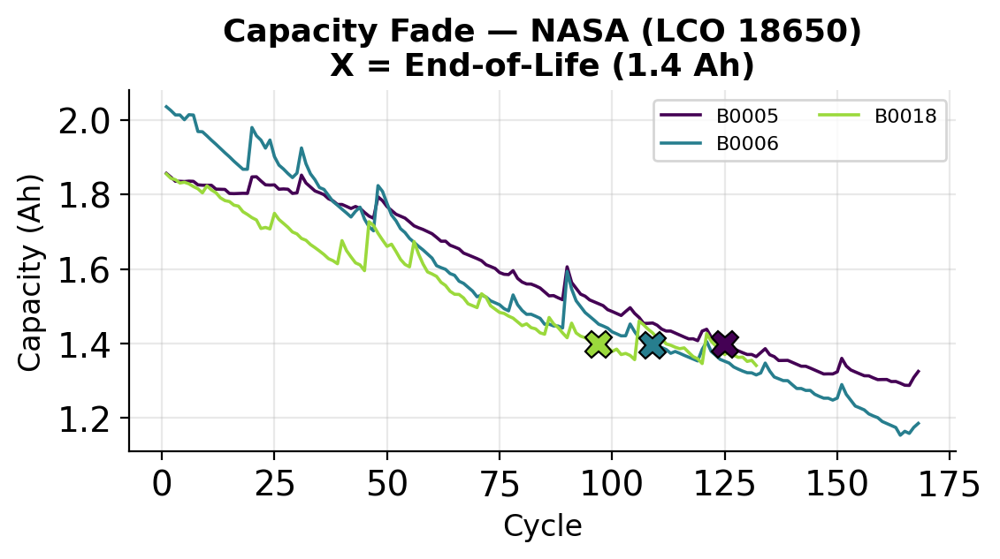 Capacity Fade — NASA (LCO 18650)
X = End-of-Life (1.4 Ah)
B0005
B0018
B0006
Capacity (Ah)
2.0
1.8
1.6
1.4
1.2
0
25
50
75
100
125
150
175
Cycle